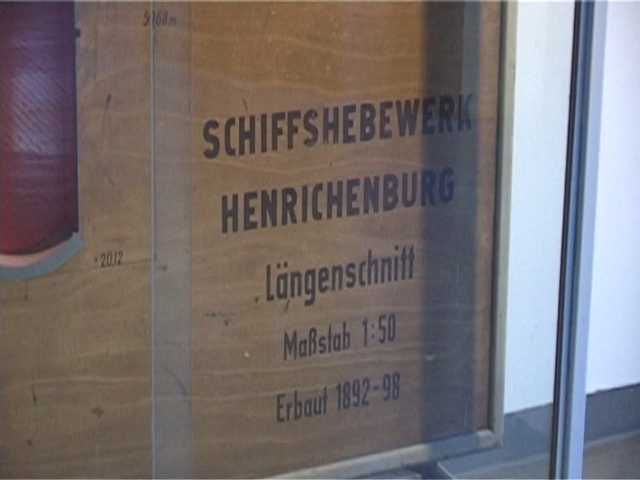 SCHIFFSHEBEWERK
HENRICHENBURG
Längenschnitt
Maßstab 1:50
Erbaut 1892-98